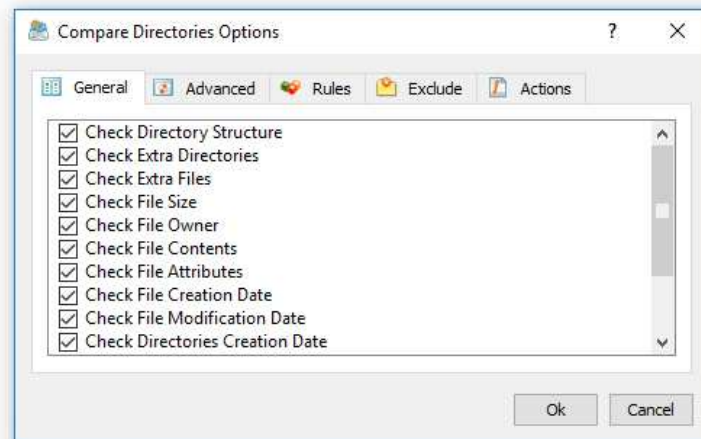 Compare Directories Options
General Advanced Rules Exclude Actions
Check Directory Structure
Check Extra Directories
Check Extra Files
Check File Size
Check File Owner
Check File Contents
Check File Attributes
Check File Creation Date
Check File Modification Date
Check Directories Creation Date
Ok Cancel